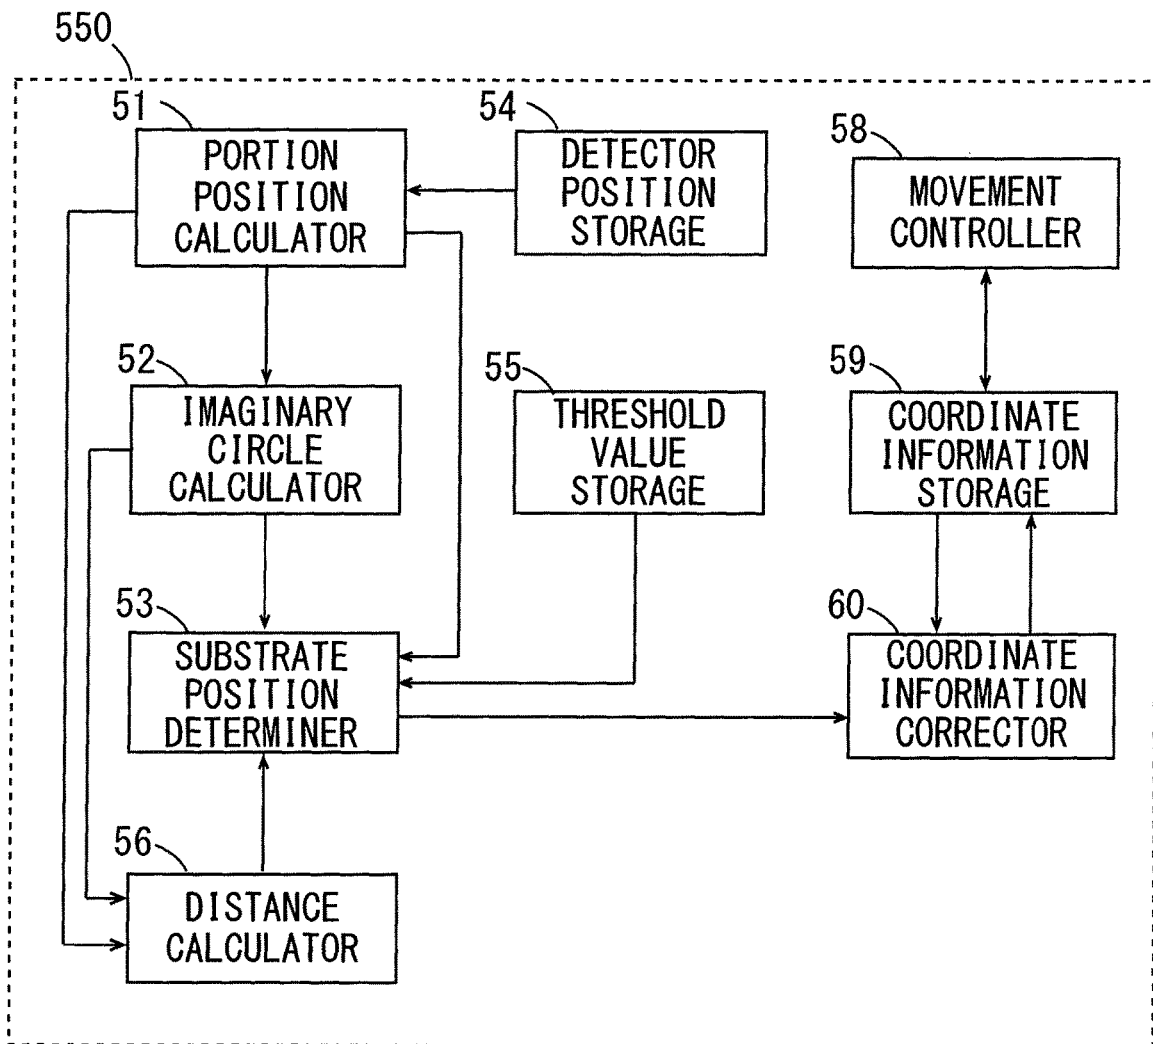 550
51
PORTION
POSITION
CALCULATOR
54
DETECTOR
POSITION
STORAGE
58
MOVEMENT
CONTROLLER
52
IMAGINARY
CIRCLE
CALCULATOR
55
THRESHOLD
VALUE
STORAGE
59
COORDINATE
INFORMATION
STORAGE
53
SUBSTRATE
POSITION
DETERMINER
60
COORDINATE
INFORMATION
CORRECTOR
56
DISTANCE
CALCULATOR